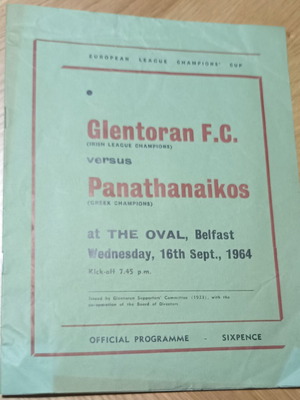 EUROPEAN LEAGUE CHAMPIONS' CUP
Glentoran F.C.
(IRISH LEAGUE CHAMPIONS)
versus
Panathanaikos
(GREEK CHAMPIONS)
at THE OVAL, Belfast
Wednesday, 16th Sept., 1964
Kick-off 7.45 p.m.
Issued by Glentoran Supporters' Committee (1933), with the
co-operation of the Board of Directors.
OFFICIAL PROGRAMME - SIXPENCE